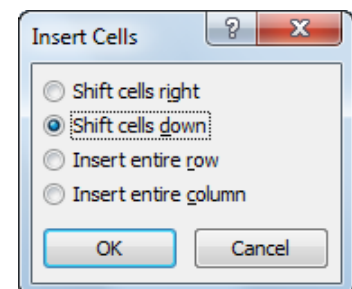 Insert Cells
Shift cells right
Shift cells down
Insert entire row
Insert entire column
OK Cancel